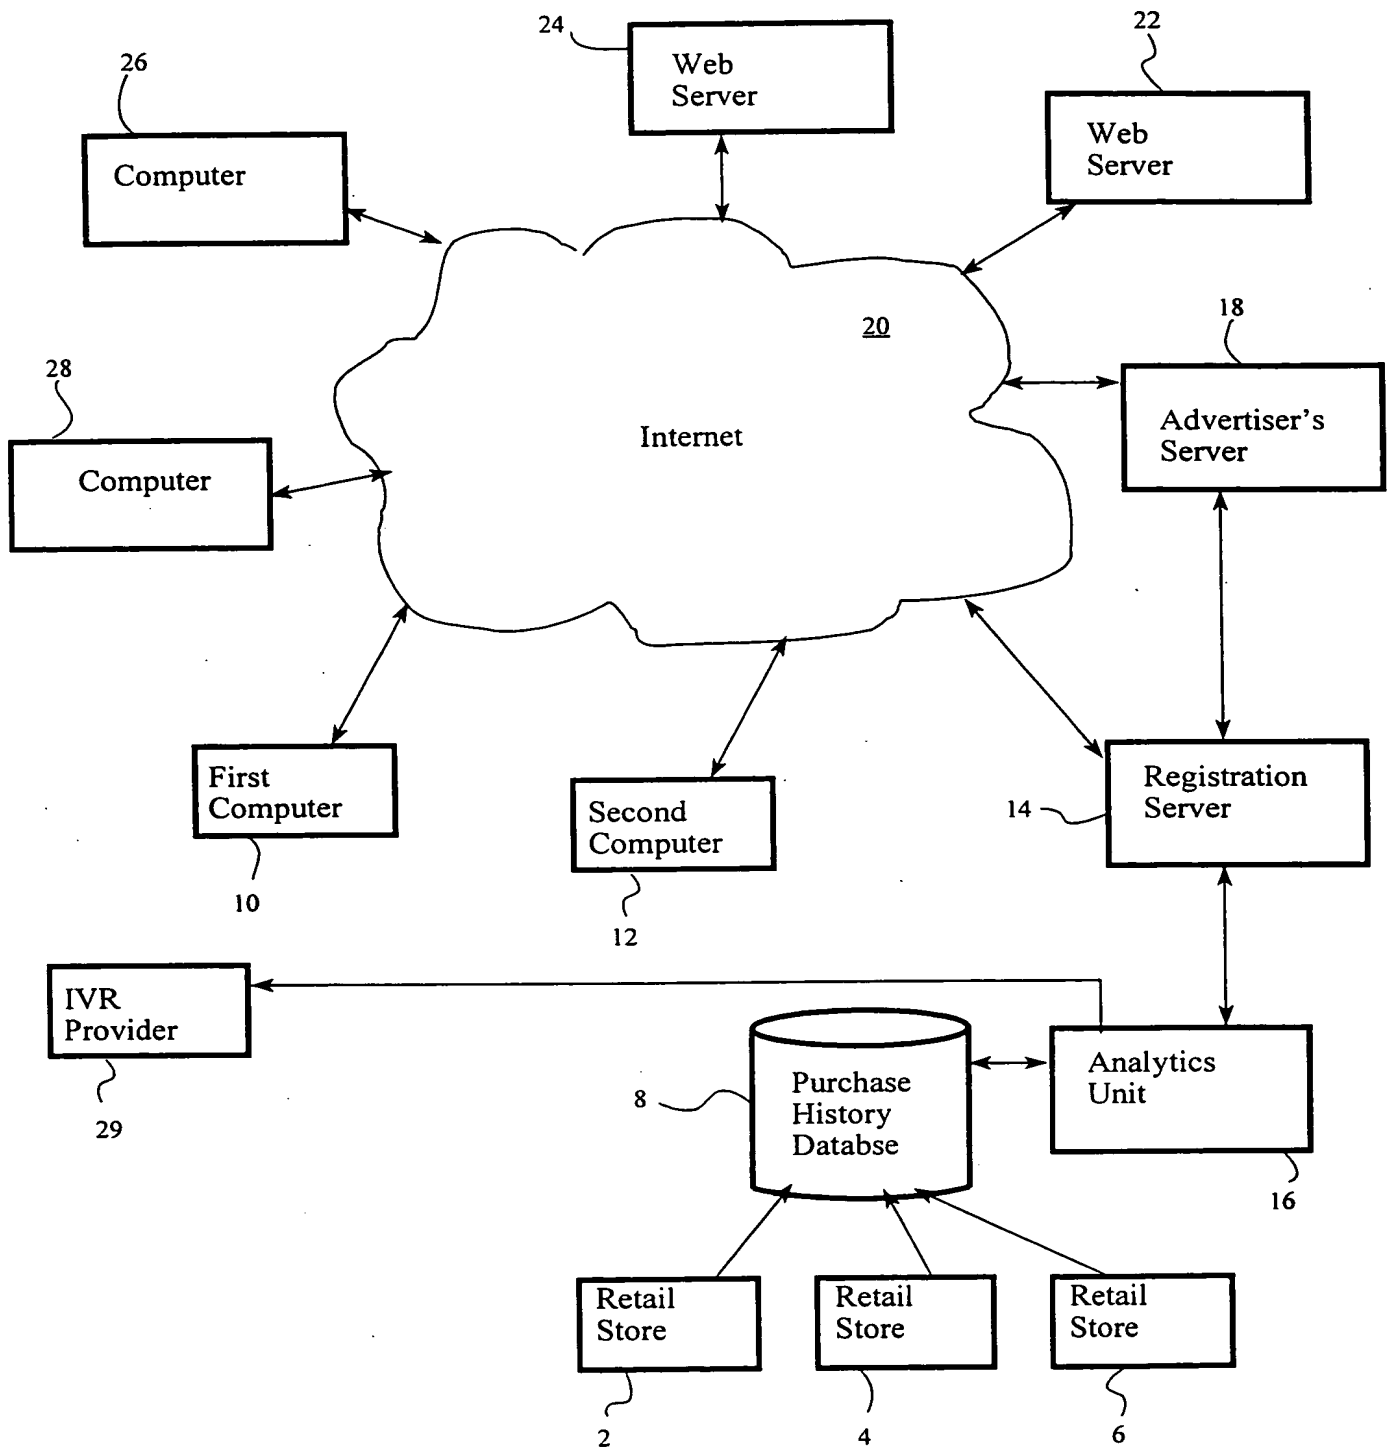 24
Web
Server
22
Web
Server
26
Computer
20
18
Advertiser's
Server
28
Computer
Internet
First
Computer
10
Second
Computer
12
Registration
Server
14
IVR
Provider
29
Purchase
History
Databse
8
Analytics
Unit
16
Retail
Store
2
Retail
Store
4
Retail
Store
6